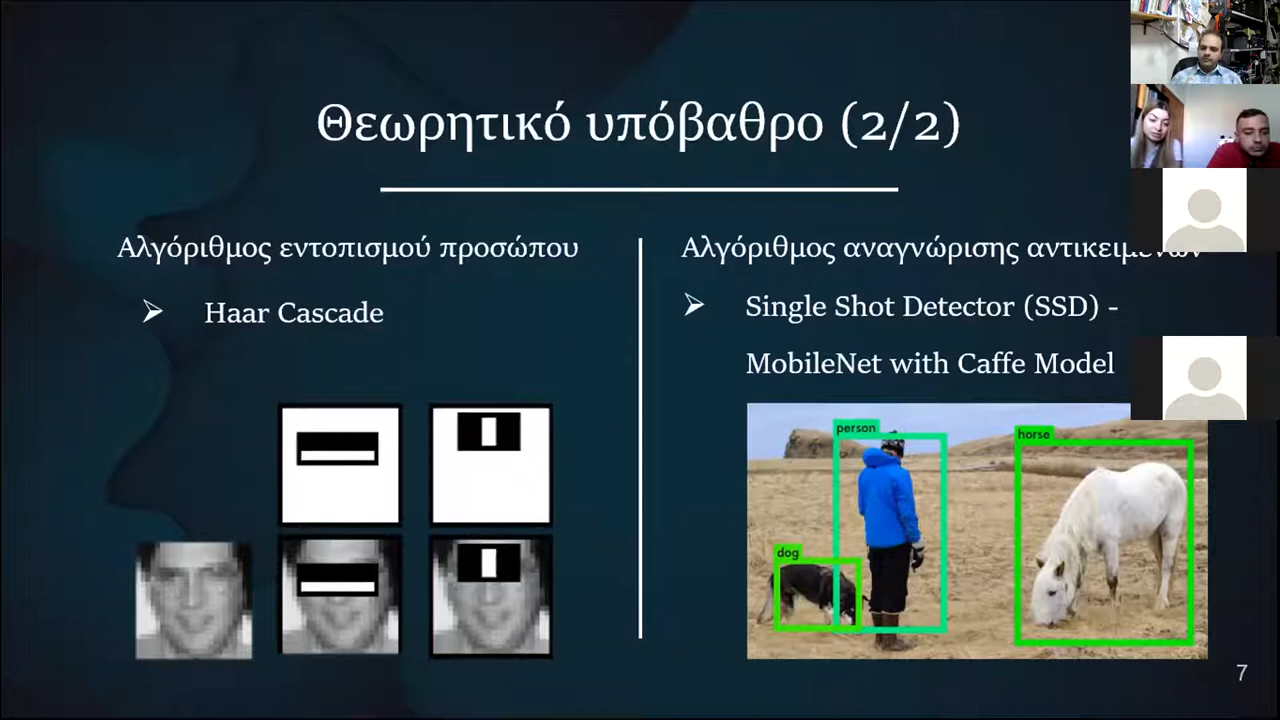 Θεωρητικό υπόβαθρο (2/2)
Αλγόριθμος εντοπισμού προσώπου
➢ Haar Cascade
Αλγόριθμος αναγνώρισης αντικειμένων
➢ Single Shot Detector (SSD) -
MobileNet with Caffe Model
person
horse
dog
7